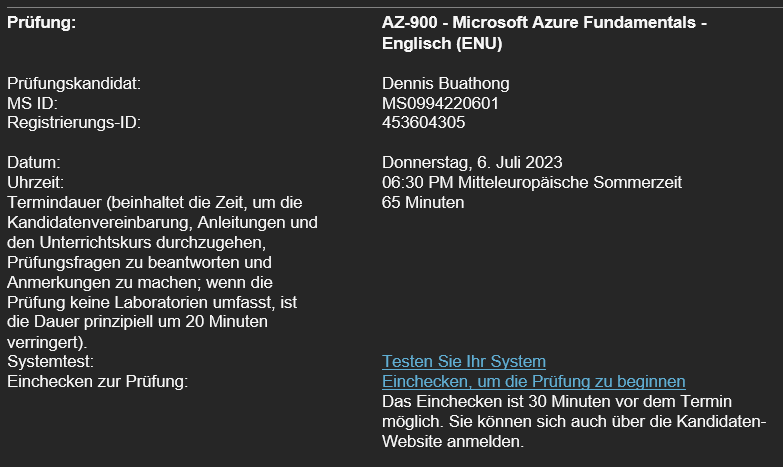 Prüfung: AZ-900 - Microsoft Azure Fundamentals -
Englisch (ENU)
Prüfungskandidat: Dennis Buathong
MS ID: MS0994220601
Registrierungs-ID: 453604305
Datum: Donnerstag, 6. Juli 2023
Uhrzeit: 06:30 PM Mitteleuropäische Sommerzeit
Termindauer (beinhaltet die Zeit, um die 65 Minuten
Kandidatenvereinbarung, Anleitungen und
den Unterrichtskurs durchzugehen,
Prüfungsfragen zu beantworten und
Anmerkungen zu machen; wenn die
Prüfung keine Laboratorien umfasst, ist
die Dauer prinzipiell um 20 Minuten
verringert).
Systemtest: Testen Sie Ihr System
Einchecken zur Prüfung: Einchecken, um die Prüfung zu beginnen
Das Einchecken ist 30 Minuten vor dem Termin
möglich. Sie können sich auch über die Kandidaten-
Website anmelden.